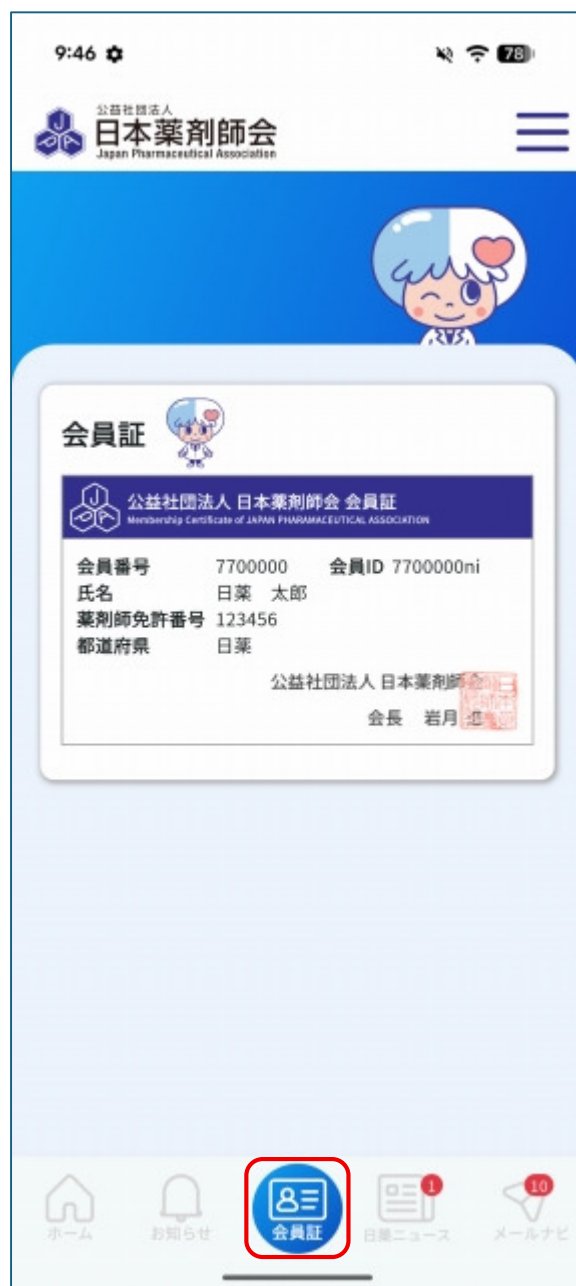 9:46
78
公益社団法人
日本薬剤師会
Japan Pharmaceutical Association
会員証
公益社団法人 日本薬剤師会 会員証
Membership Certificate of JAPAN PHARAMACEUTICAL ASSOCIATION
会員番号 7700000 会員ID 7700000ni
氏名 日薬 太郎
薬剤師免許番号 123456
都道府県 日薬
公益社団法人 日本薬剤師会
会長 岩月
ホーム
お知らせ
会員証
1
日薬ニュース
10
メールナビ